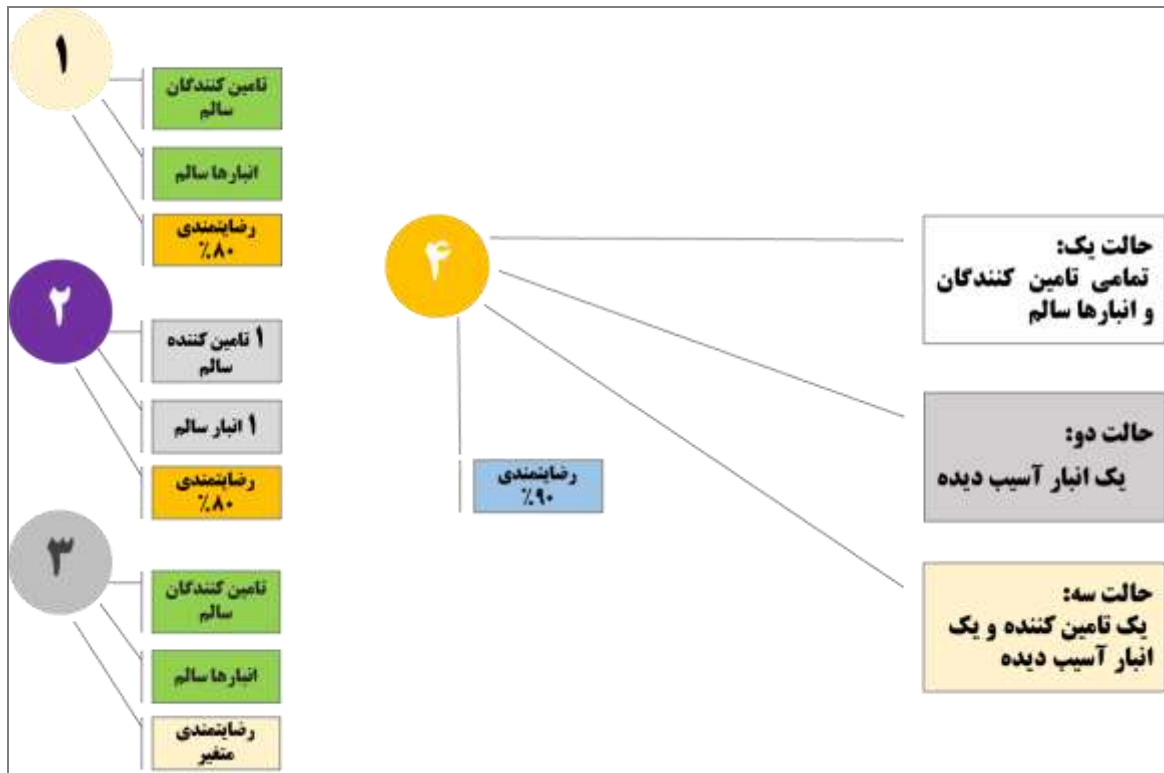 ۱
تامین کنندگان
سالم
انبارها سالم
رضایتمندی
۸۰٪
۲
۱ تامین کننده
سالم
۱ انبار سالم
رضایتمندی
۸۰٪
۳
تامین کنندگان
سالم
انبارها سالم
رضایتمندی
متغیر
۴
رضایتمندی
۹۰٪
حالت یک:
تمامی تامین کنندگان
و انبارها سالم
حالت دو:
یک انبار آسیب دیده
حالت سه:
یک تامین کننده و یک
انبار آسیب دیده